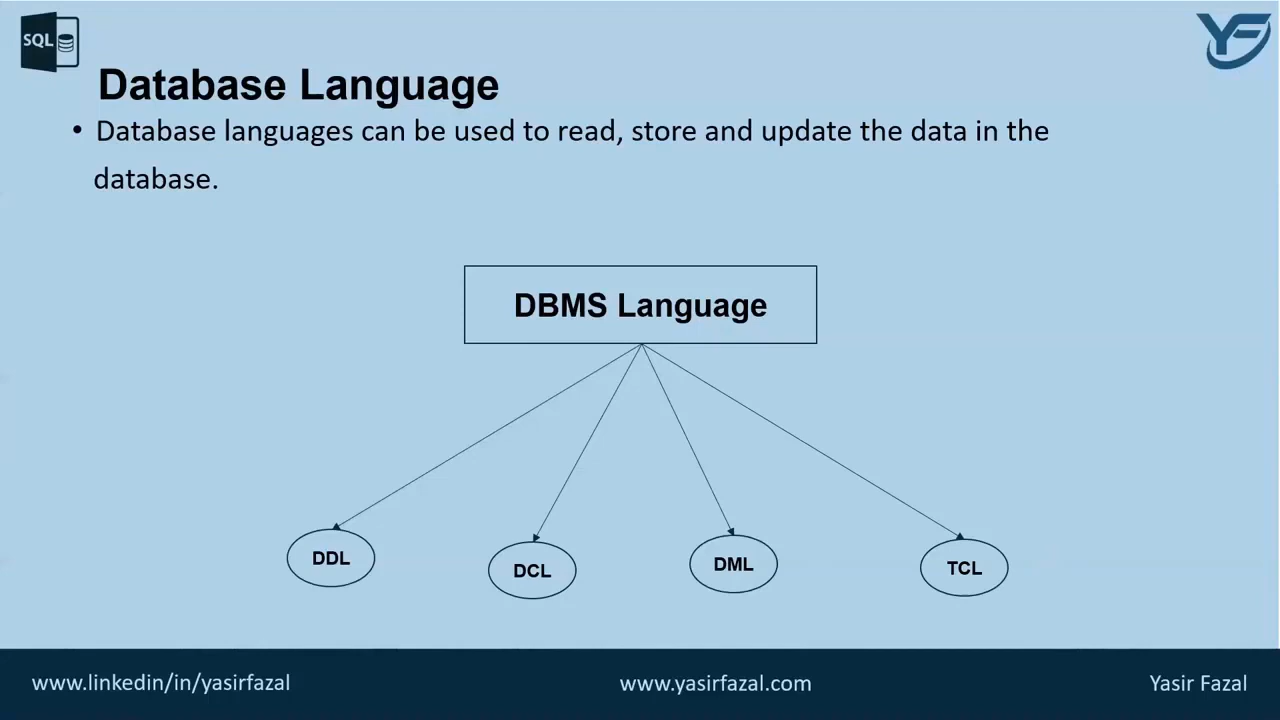 SQL
YF
Database Language
• Database languages can be used to read, store and update the data in the
database.
DBMS Language
DDL
DCL
DML
TCL
www.linkedin/in/yasirfazal
www.yasirfazal.com
Yasir Fazal